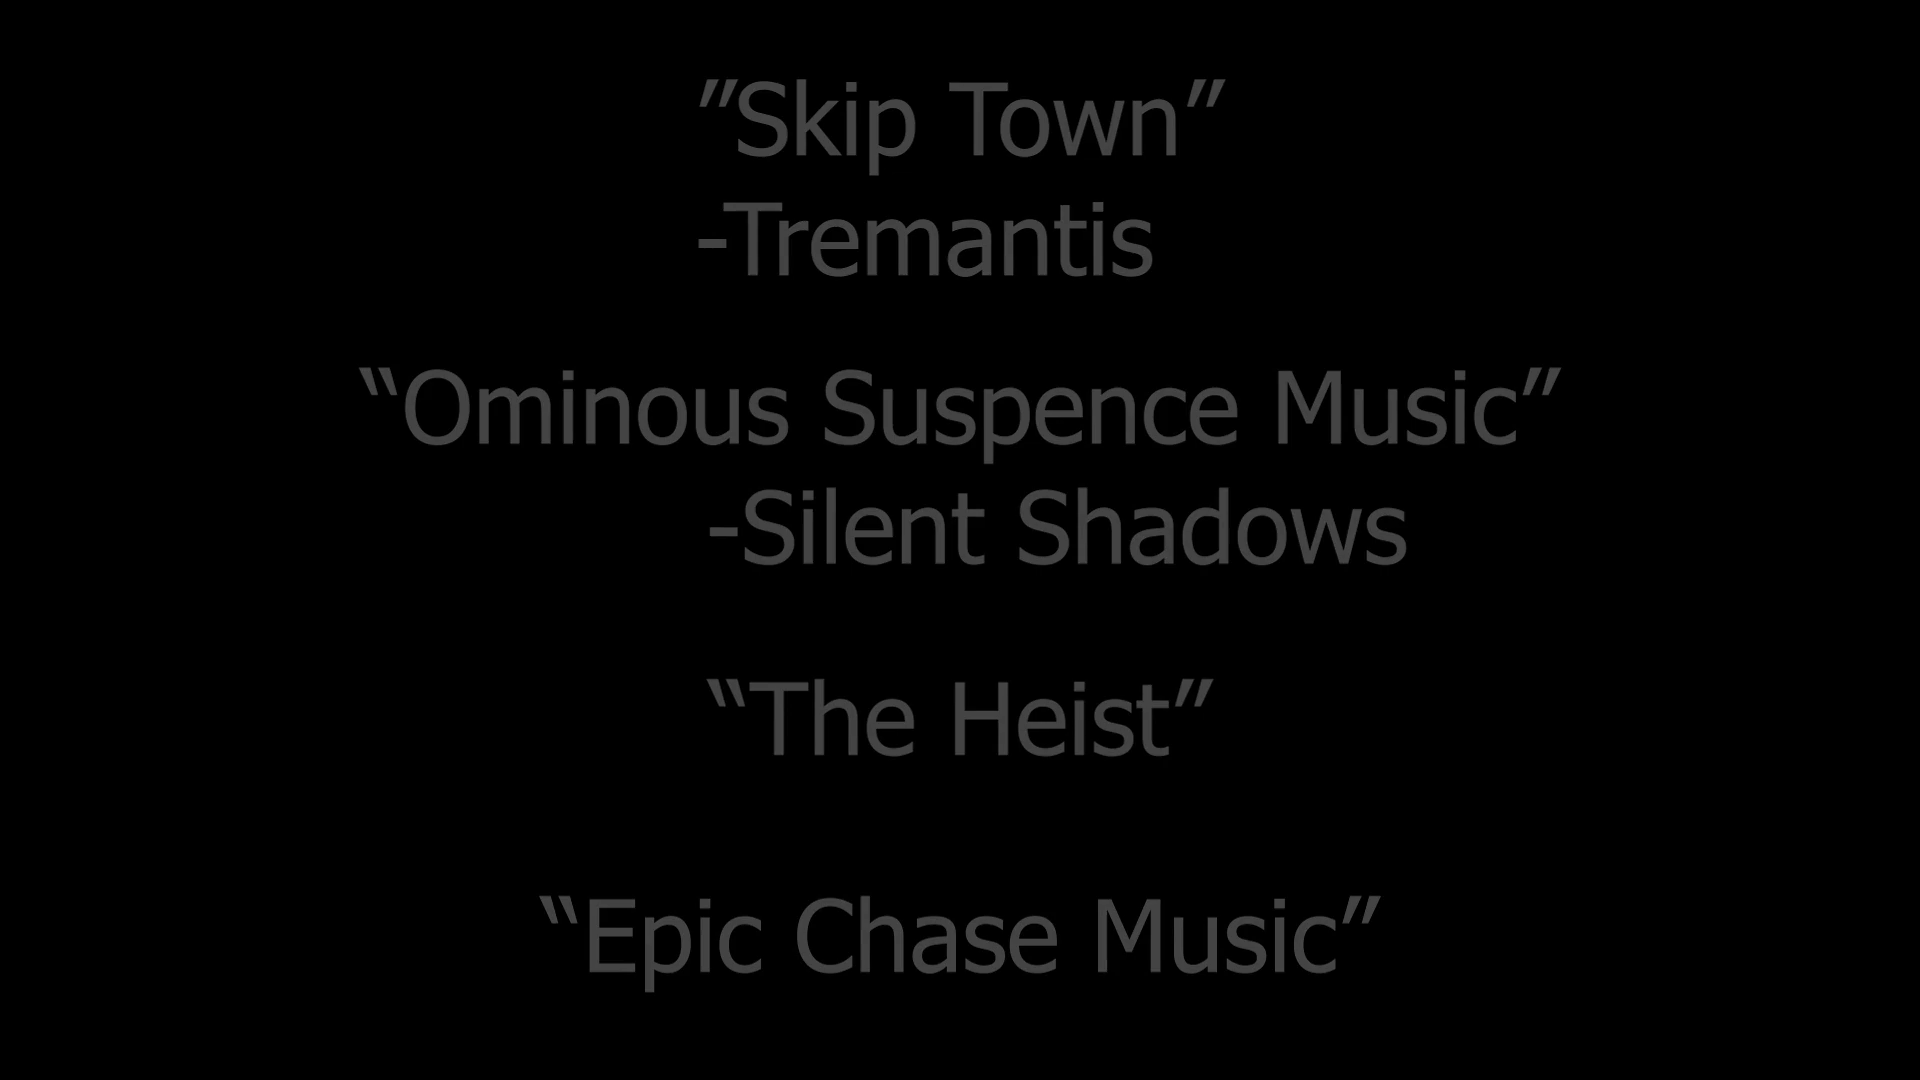 ”Skip Town”
-Tremantis
“Ominous Suspence Music”
-Silent Shadows
“The Heist”
“Epic Chase Music”